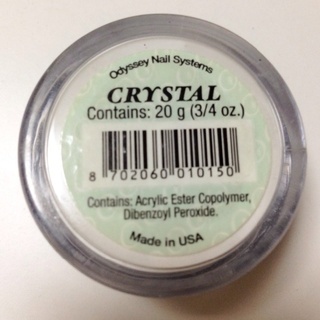 Odyssey Nail Systems
CRYSTAL
Contains: 20 g (3/4 oz.)
8 702060 010150
Contains: Acrylic Ester Copolymer,
Dibenzoyl Peroxide.
Made in USA